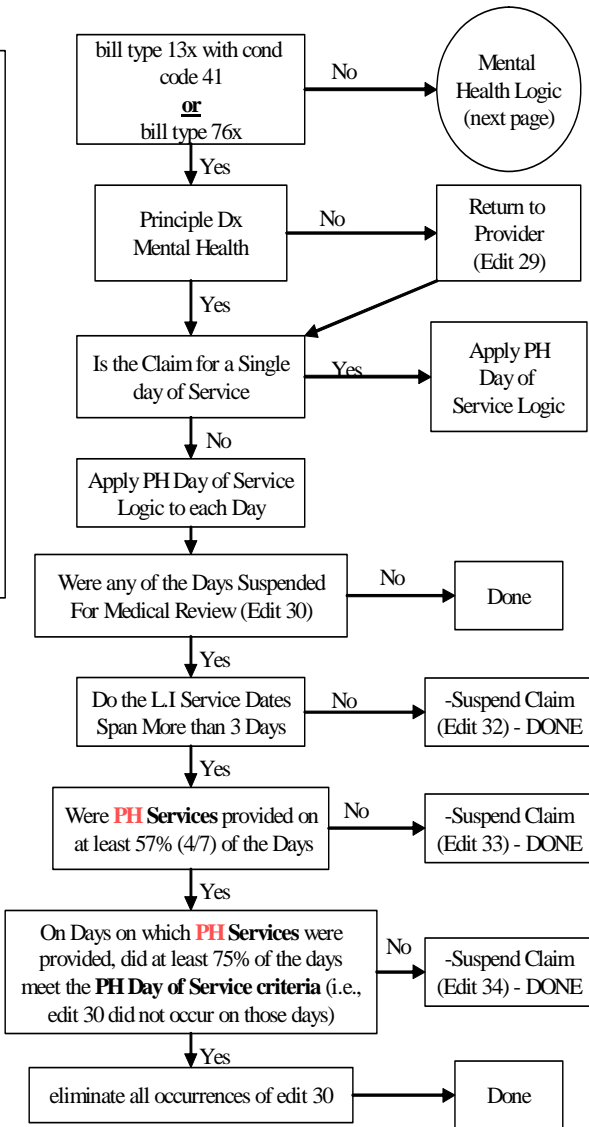 bill type 13x with cond
code 41
or
bill type 76x
No
Mental
Health Logic
(next page)
Yes
Principle Dx
Mental Health
No
Return to
Provider
(Edit 29)
Yes
Is the Claim for a Single
day of Service
Yes
Apply PH
Day of
Service Logic
No
Apply PH Day of Service
Logic to each Day
Were any of the Days Suspended
For Medical Review (Edit 30)
No
Done
Yes
Do the L.I Service Dates
Span More than 3 Days
No
-Suspend Claim
(Edit 32) - DONE
Yes
Were PH Services provided on
at least 57% (4/7) of the Days
No
-Suspend Claim
(Edit 33) - DONE
Yes
On Days on which PH Services were
provided, did at least 75% of the days
meet the PH Day of Service criteria (i.e.,
edit 30 did not occur on those days)
No
-Suspend Claim
(Edit 34) - DONE
Yes
eliminate all occurrences of edit 30
Done